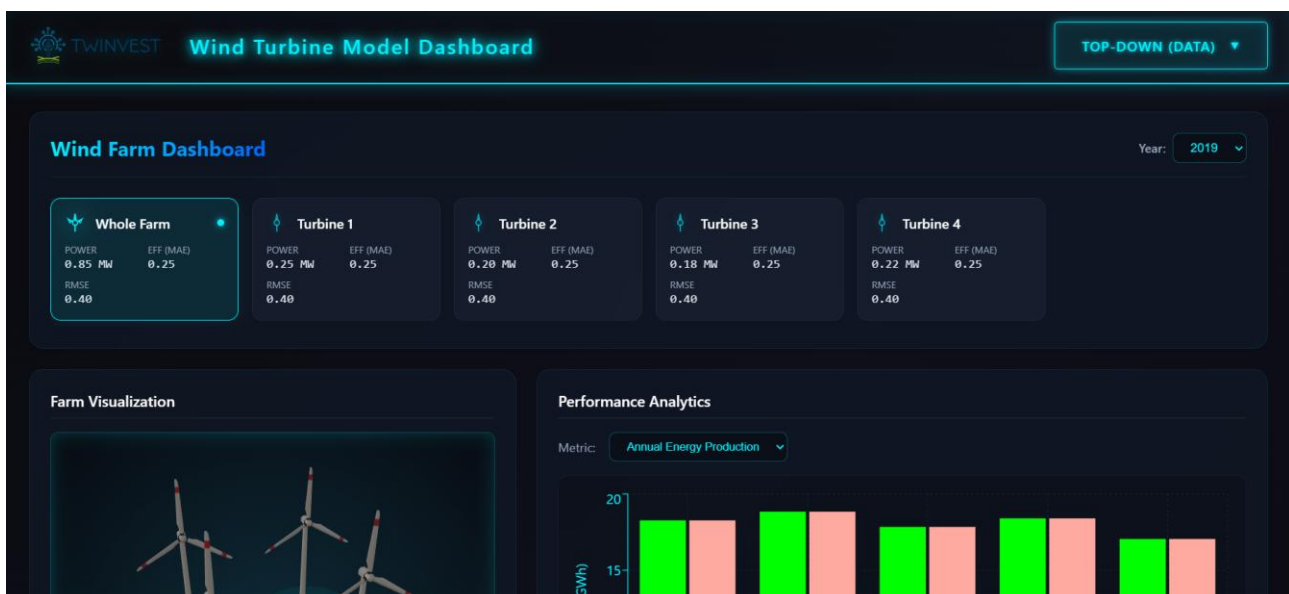 TWINVEST Wind Turbine Model Dashboard TOP-DOWN (DATA) ▼
Wind Farm Dashboard Year: 2019
Whole Farm
POWER EFF (MAE)
0.85 MW 0.25
RMSE
0.40
Turbine 1
POWER EFF (MAE)
0.25 MW 0.25
RMSE
0.40
Turbine 2
POWER EFF (MAE)
0.20 MW 0.25
RMSE
0.40
Turbine 3
POWER EFF (MAE)
0.18 MW 0.25
RMSE
0.40
Turbine 4
POWER EFF (MAE)
0.22 MW 0.25
RMSE
0.40
Farm Visualization
Performance Analytics
Metric: Annual Energy Production
20
15
GWh)